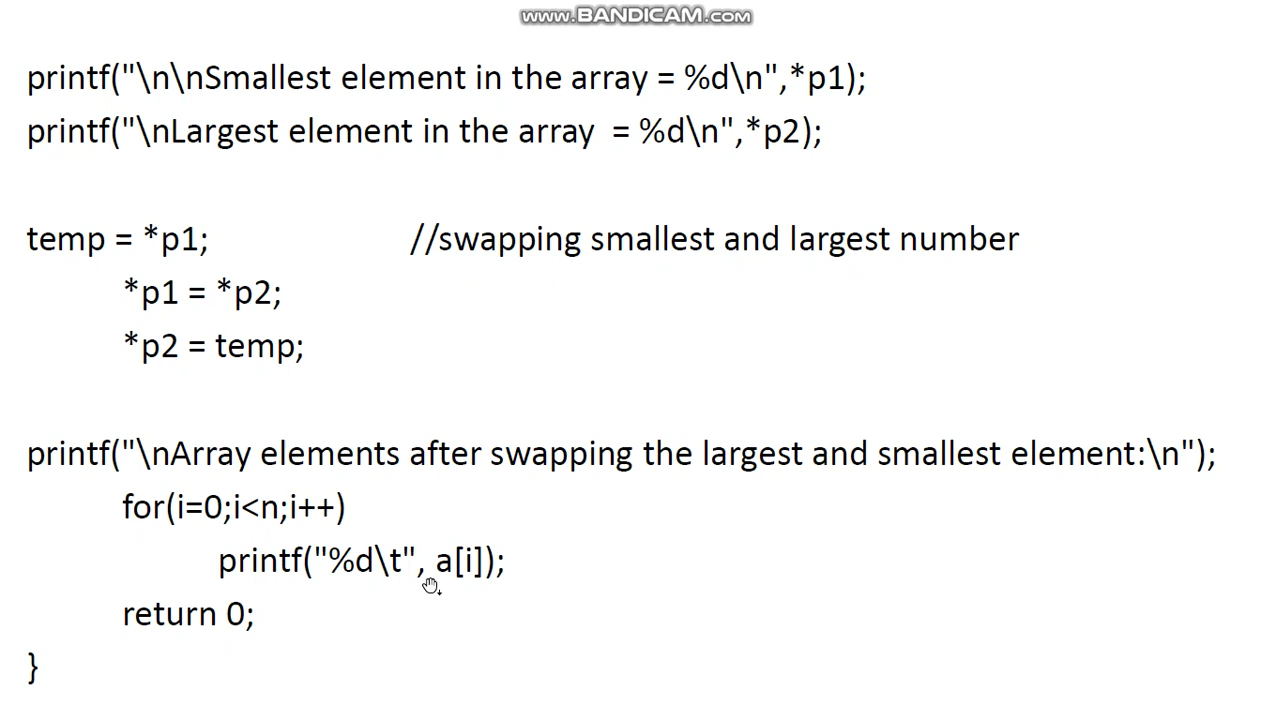 www.BANDICAM.com
printf("\n\nSmallest element in the array = %d\n",*p1);
printf("\nLargest element in the array  = %d\n",*p2);
temp = *p1; //swapping smallest and largest number
*p1 = *p2;
*p2 = temp;
printf("\nArray elements after swapping the largest and smallest element:\n");
for(i=0;i<n;i++)
printf("%d\t", a[i]);
return 0;
}